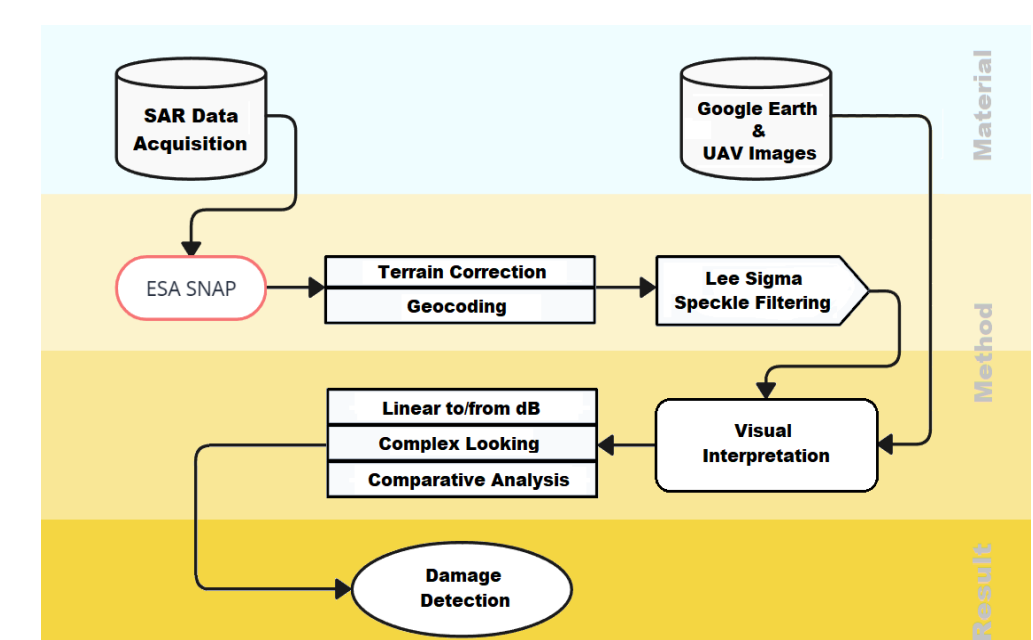 SAR Data
Acquisition
Google Earth
&
UAV Images
Material
ESA SNAP
Terrain Correction
Geocoding
Lee Sigma
Speckle Filtering
Method
Linear to/from dB
Complex Looking
Comparative Analysis
Visual
Interpretation
Damage
Detection
Result